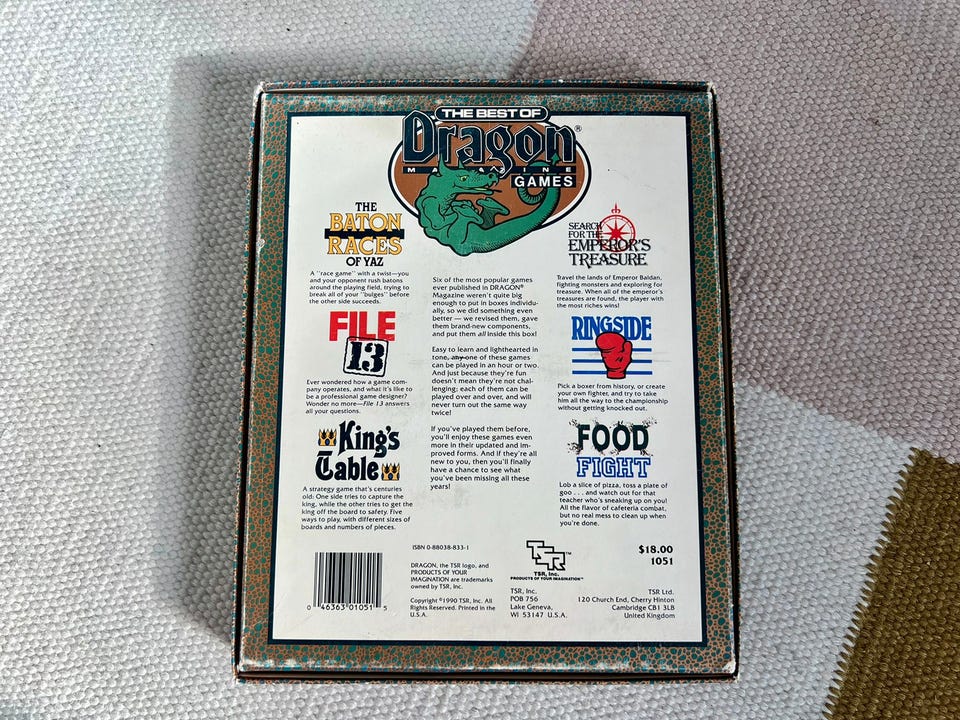 THE BEST OF
Dragon®
MAGAZINE
GAMES
THE
BATON
RACES
OF YAZ
A "race game" with a twist—you
and your opponent rush batons
around the playing field, trying to
break all of your "bulges" before
the other side succeeds.
FILE
13
Ever wondered how a game com-
pany operates, and what it's like to
be a professional game designer?
Wonder no more—File 13 answers
all your questions.
King's
Table
A strategy game that's centuries
old: One side tries to capture the
king, while the other tries to get the
king off the board to safety. Five
ways to play, with different sizes of
boards and numbers of pieces.
Six of the most popular games
ever published in DRAGON®
Magazine weren't quite big
enough to put in boxes individu-
ally, so we did something even
better — we revised them, gave
them brand-new components,
and put them all inside this box!
Easy to learn and lighthearted in
tone, any one of these games
can be played in an hour or two.
And just because they're fun
doesn't mean they're not chal-
lenging; each of them can be
played over and over, and will
never turn out the same way
twice!
If you've played them before,
you'll enjoy these games even
more in their updated and im-
proved forms. And if they're all
new to you, then you'll finally
have a chance to see what
you've been missing all these
years!
SEARCH
FOR THE
EMPEROR'S
TREASURE
Travel the lands of Emperor Baldan,
fighting monsters and exploring for
treasure. When all of the emperor's
treasures are found, the player with
the most riches wins!
RINGSIDE
Pick a boxer from history, or create
your own fighter, and try to take
him all the way to the championship
without getting knocked out.
FOOD
FIGHT
Lob a slice of pizza, toss a plate of
goo . . . and watch out for that
teacher who's sneaking up on you!
All the flavor of cafeteria combat,
but no real mess to clean up when
you're done.
0 46363 01051 5
ISBN 0-88038-833-1
DRAGON, the TSR logo, and
PRODUCTS OF YOUR
IMAGINATION are trademarks
owned by TSR, Inc.
Copyright ©1990 TSR, Inc. All
Rights Reserved. Printed in the
U.S.A.
TSR™
TSR, Inc.
PRODUCTS OF YOUR IMAGINATION™
TSR, Inc.
POB 756
Lake Geneva,
WI 53147 U.S.A.
$18.00
1051
TSR Ltd.
120 Church End, Cherry Hinton
Cambridge CB1 3LB
United Kingdom